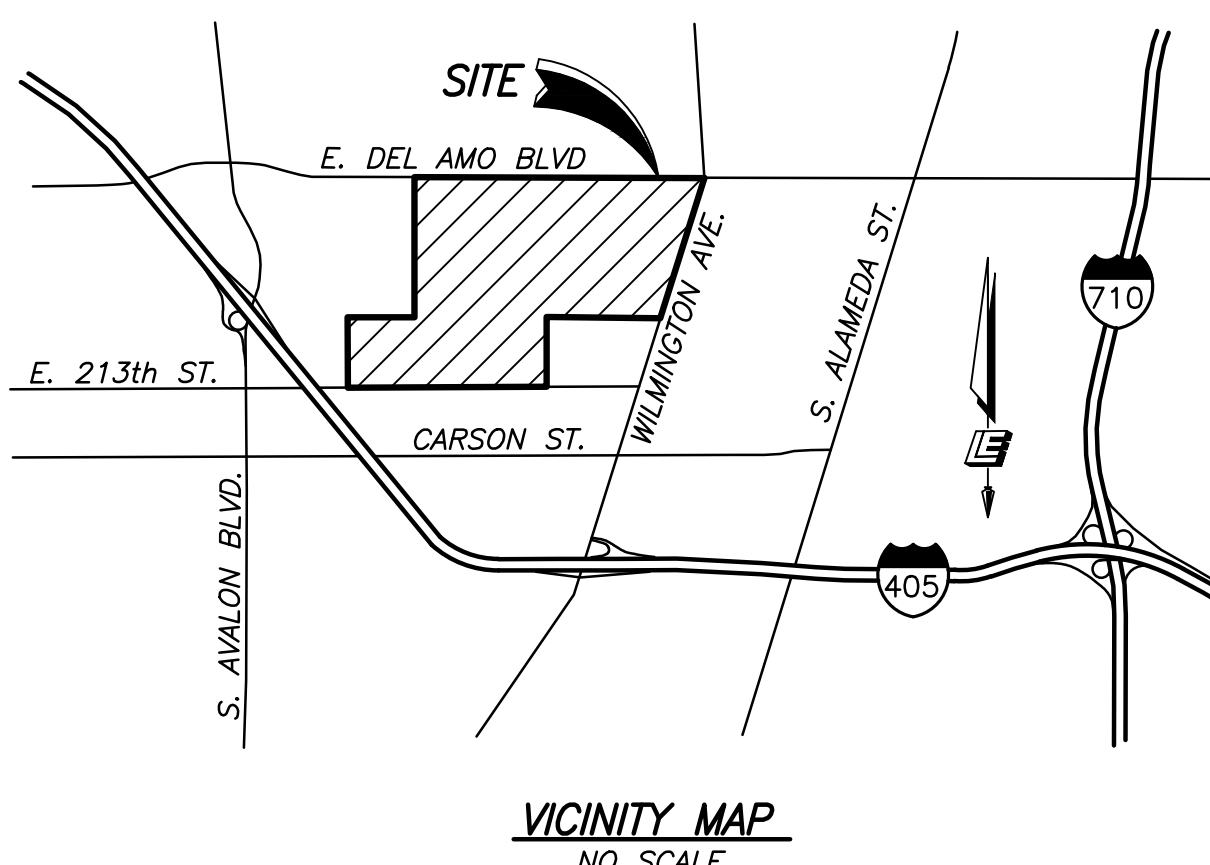 SITE
E. DEL AMO BLVD
WILMINGTON AVE.
S. ALAMEDA ST.
710
E. 213th ST.
CARSON ST.
S. AVALON BLVD.
405
VICINITY MAP
NO SCALE